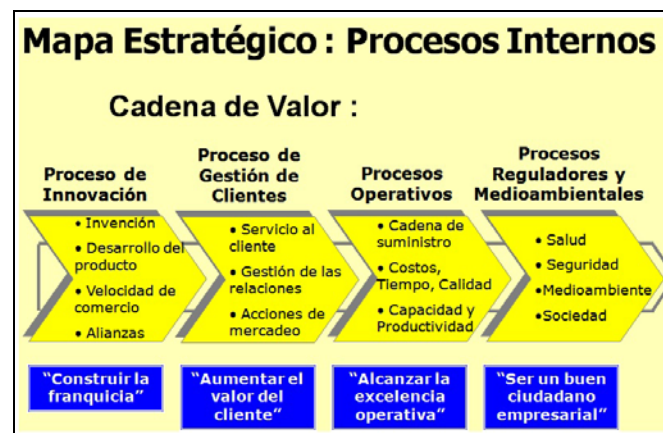 Mapa Estratégico : Procesos Internos
Cadena de Valor :
Proceso de
Innovación
• Invención
• Desarrollo del
producto
• Velocidad de
comercio
• Alianzas
"Construir la
franquicia"
Proceso de
Gestión de
Clientes
• Servicio al
cliente
• Gestión de las
relaciones
• Acciones de
mercadeo
"Aumentar el
valor del
cliente"
Procesos
Operativos
• Cadena de
suministro
• Costos,
Tiempo, Calidad
• Capacidad y
Productividad
"Alcanzar la
excelencia
operativa"
Procesos
Reguladores y
Medioambientales
• Salud
• Seguridad
•Medioambiente
•Sociedad
"Ser un buen
ciudadano
empresarial"